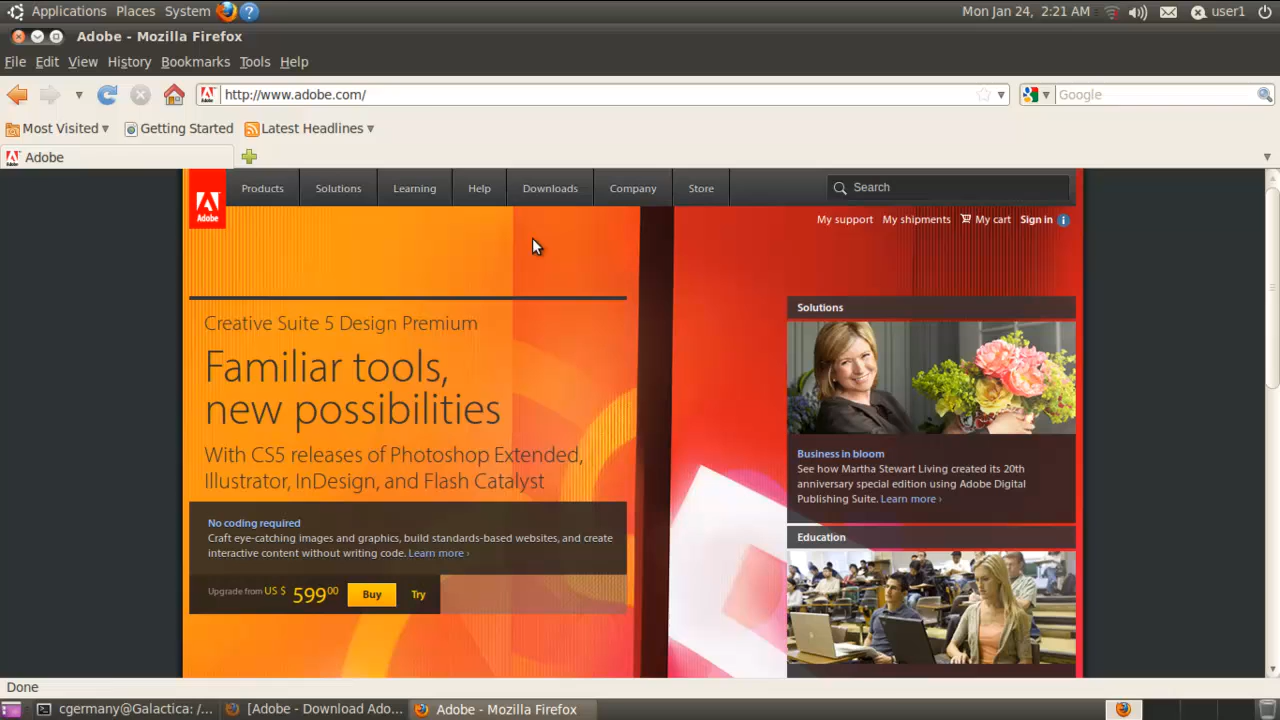 Applications Places System ? Mon Jan 24, 2:21 AM user1
Adobe - Mozilla Firefox
File Edit View History Bookmarks Tools Help
http://www.adobe.com/ Google
Most Visited Getting Started Latest Headlines
Adobe
Products Solutions Learning Help Downloads Company Store Search
Adobe
My support My shipments My cart Sign in i
Creative Suite 5 Design Premium
Familiar tools,
new possibilities
With CS5 releases of Photoshop Extended,
Illustrator, InDesign, and Flash Catalyst
No coding required
Craft eye-catching images and graphics, build standards-based websites, and create
interactive content without writing code. Learn more ›
Upgrade from US $ 599.00 Buy Try
Solutions
Business in bloom
See how Martha Stewart Living created its 20th
anniversary special edition using Adobe Digital
Publishing Suite. Learn more ›
Education
Done
cgermany@Galactica: /... [Adobe - Download Ado... Adobe - Mozilla Firefox